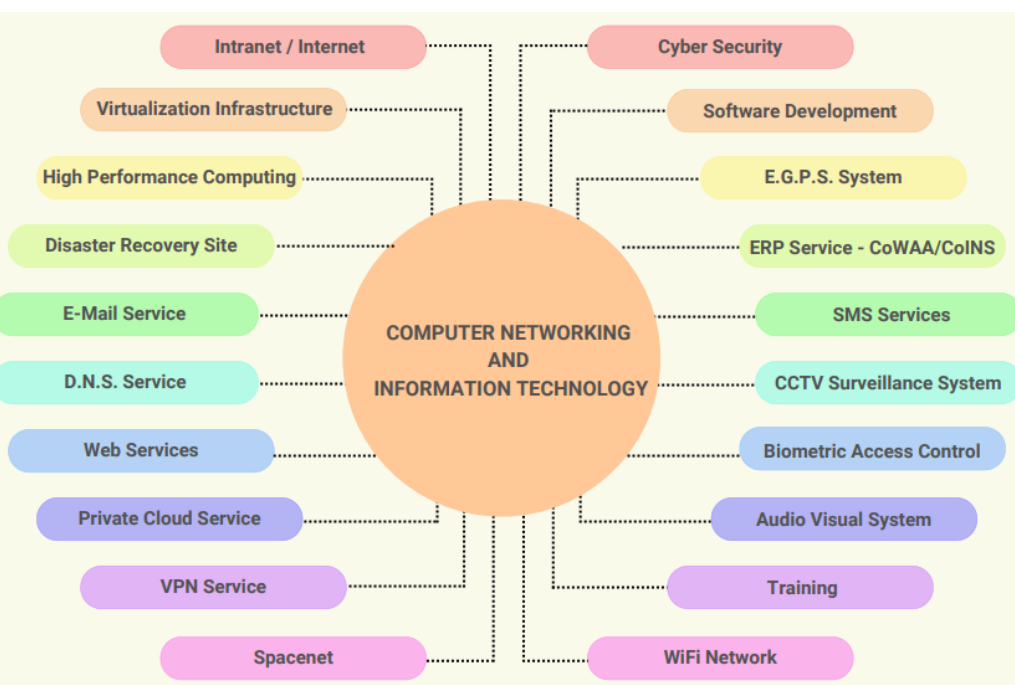 Intranet / Internet
Cyber Security
Virtualization Infrastructure
Software Development
High Performance Computing
E.G.P.S. System
Disaster Recovery Site
ERP Service - CoWAA/CoINS
E-Mail Service
SMS Services
COMPUTER NETWORKING
AND
INFORMATION TECHNOLOGY
D.N.S. Service
CCTV Surveillance System
Web Services
Biometric Access Control
Private Cloud Service
Audio Visual System
VPN Service
Training
Spacenet
WiFi Network